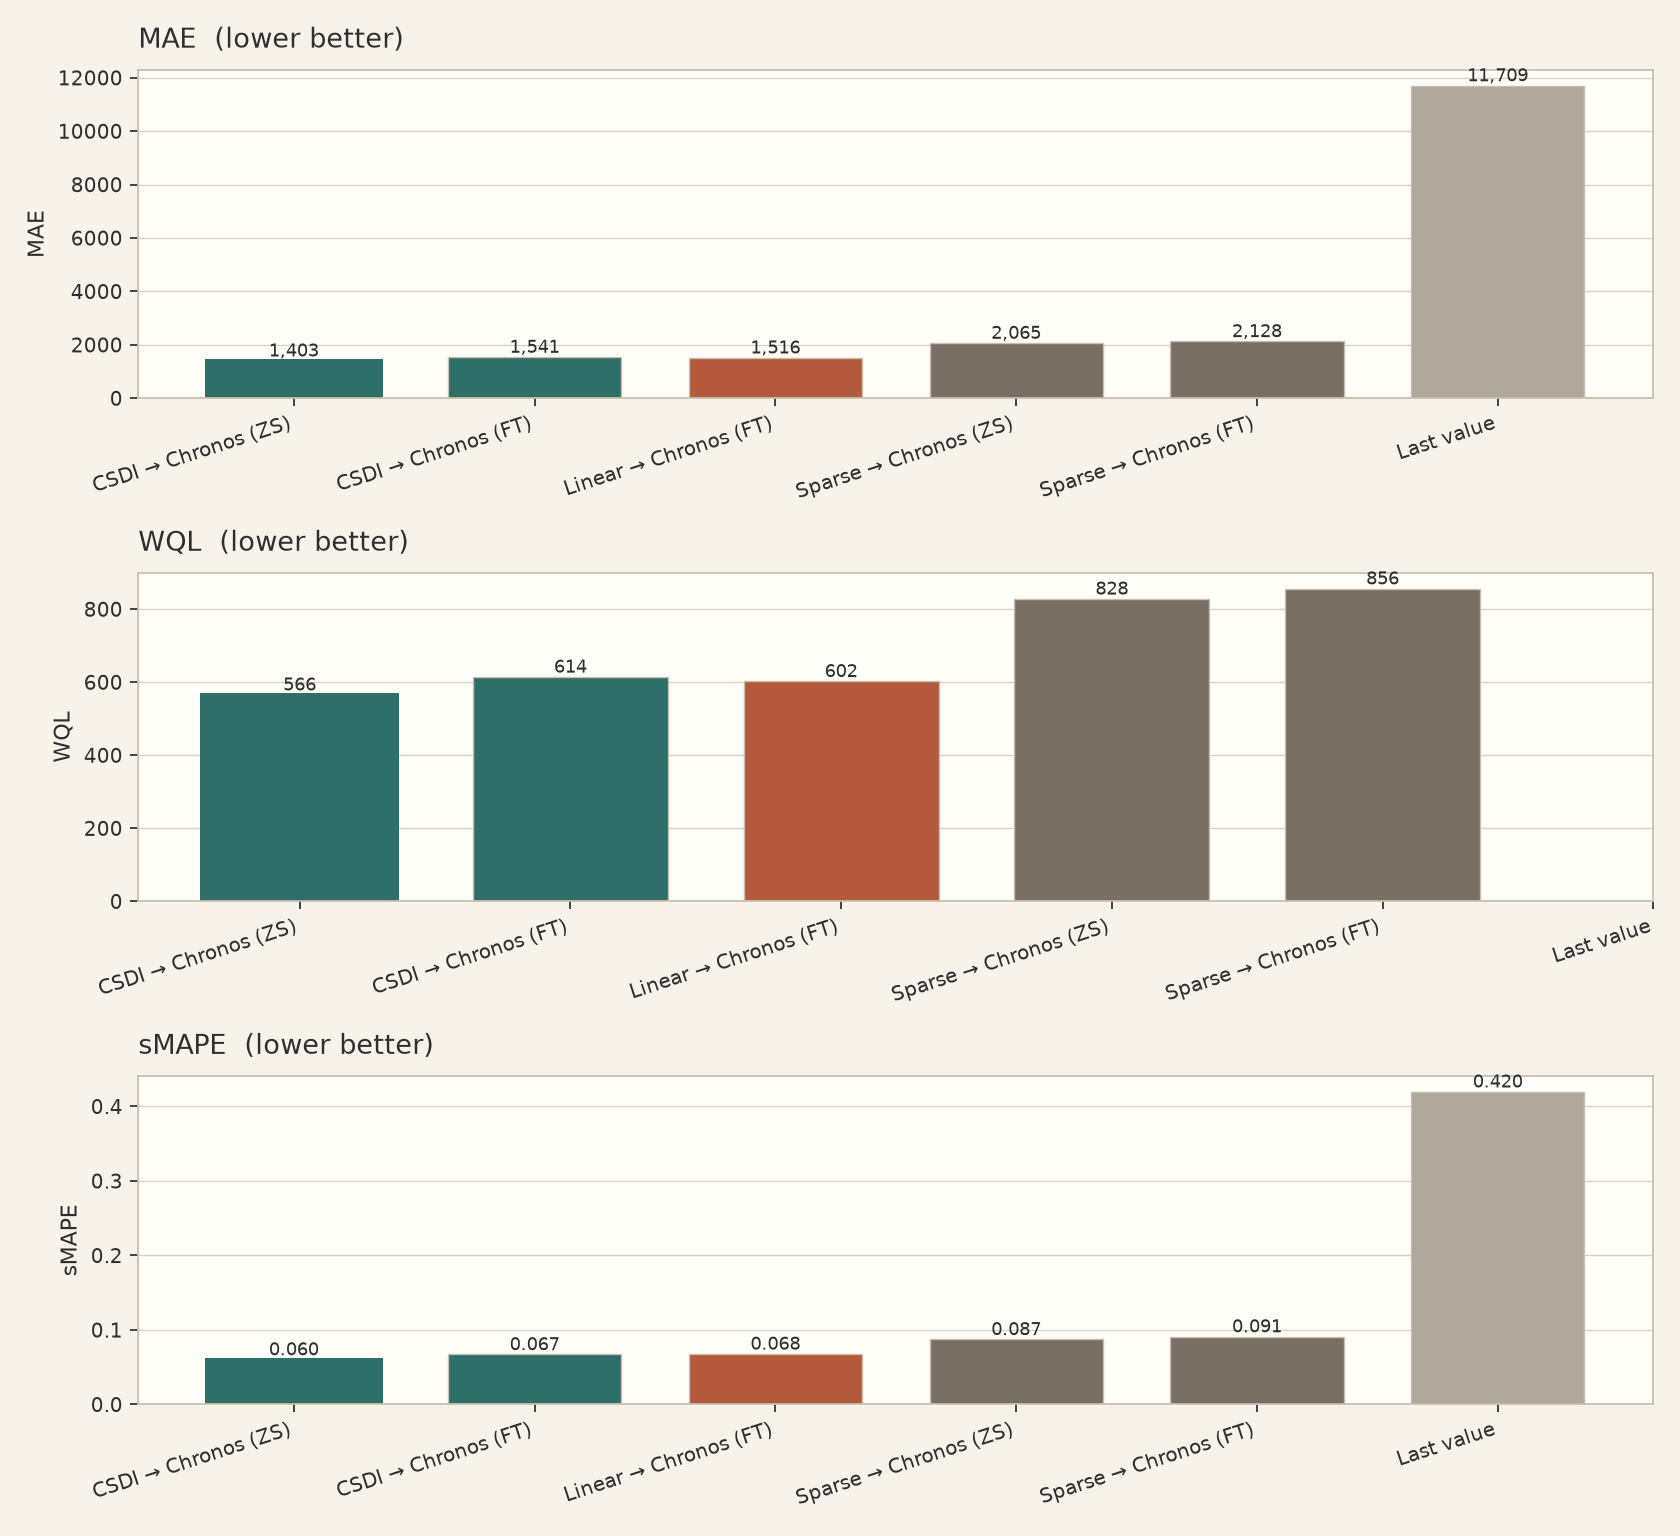 MAE  (lower better)
12000
10000
8000
6000
4000
2000
0
MAE
1,403
1,541
1,516
2,065
2,128
11,709
CSDI → Chronos (ZS)
CSDI → Chronos (FT)
Linear → Chronos (FT)
Sparse → Chronos (ZS)
Sparse → Chronos (FT)
Last value
WQL  (lower better)
800
600
400
200
0
WQL
566
614
602
828
856
CSDI → Chronos (ZS)
CSDI → Chronos (FT)
Linear → Chronos (FT)
Sparse → Chronos (ZS)
Sparse → Chronos (FT)
Last value
sMAPE  (lower better)
0.4
0.3
0.2
0.1
0.0
sMAPE
0.060
0.067
0.068
0.087
0.091
0.420
CSDI → Chronos (ZS)
CSDI → Chronos (FT)
Linear → Chronos (FT)
Sparse → Chronos (ZS)
Sparse → Chronos (FT)
Last value